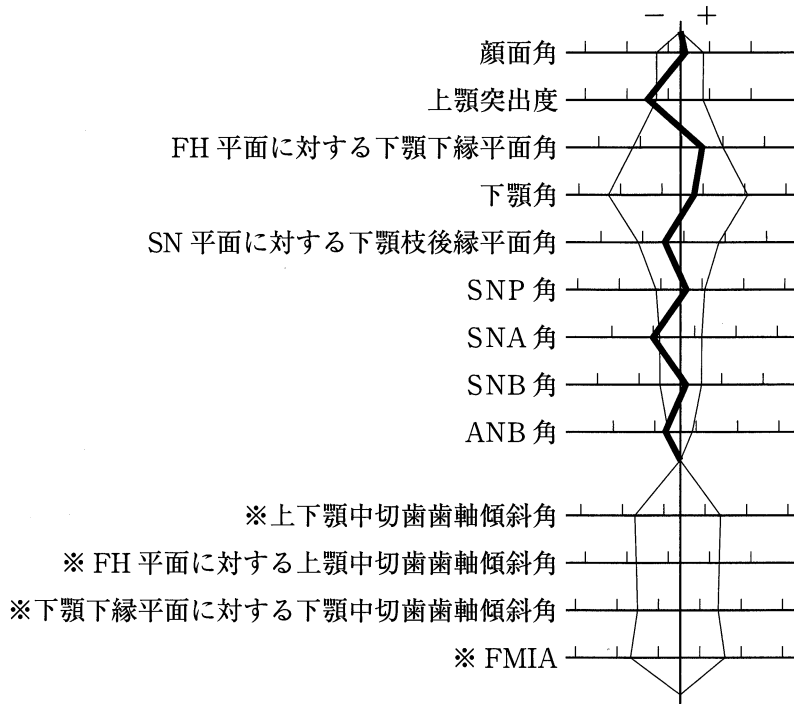 − +
顔面角
上顎突出度
FH 平面に対する下顎下縁平面角
下顎角
SN 平面に対する下顎枝後縁平面角
SNP 角
SNA 角
SNB 角
ANB 角
※上下顎中切歯歯軸傾斜角
※ FH 平面に対する上顎中切歯歯軸傾斜角
※下顎下縁平面に対する下顎中切歯歯軸傾斜角
※ FMIA